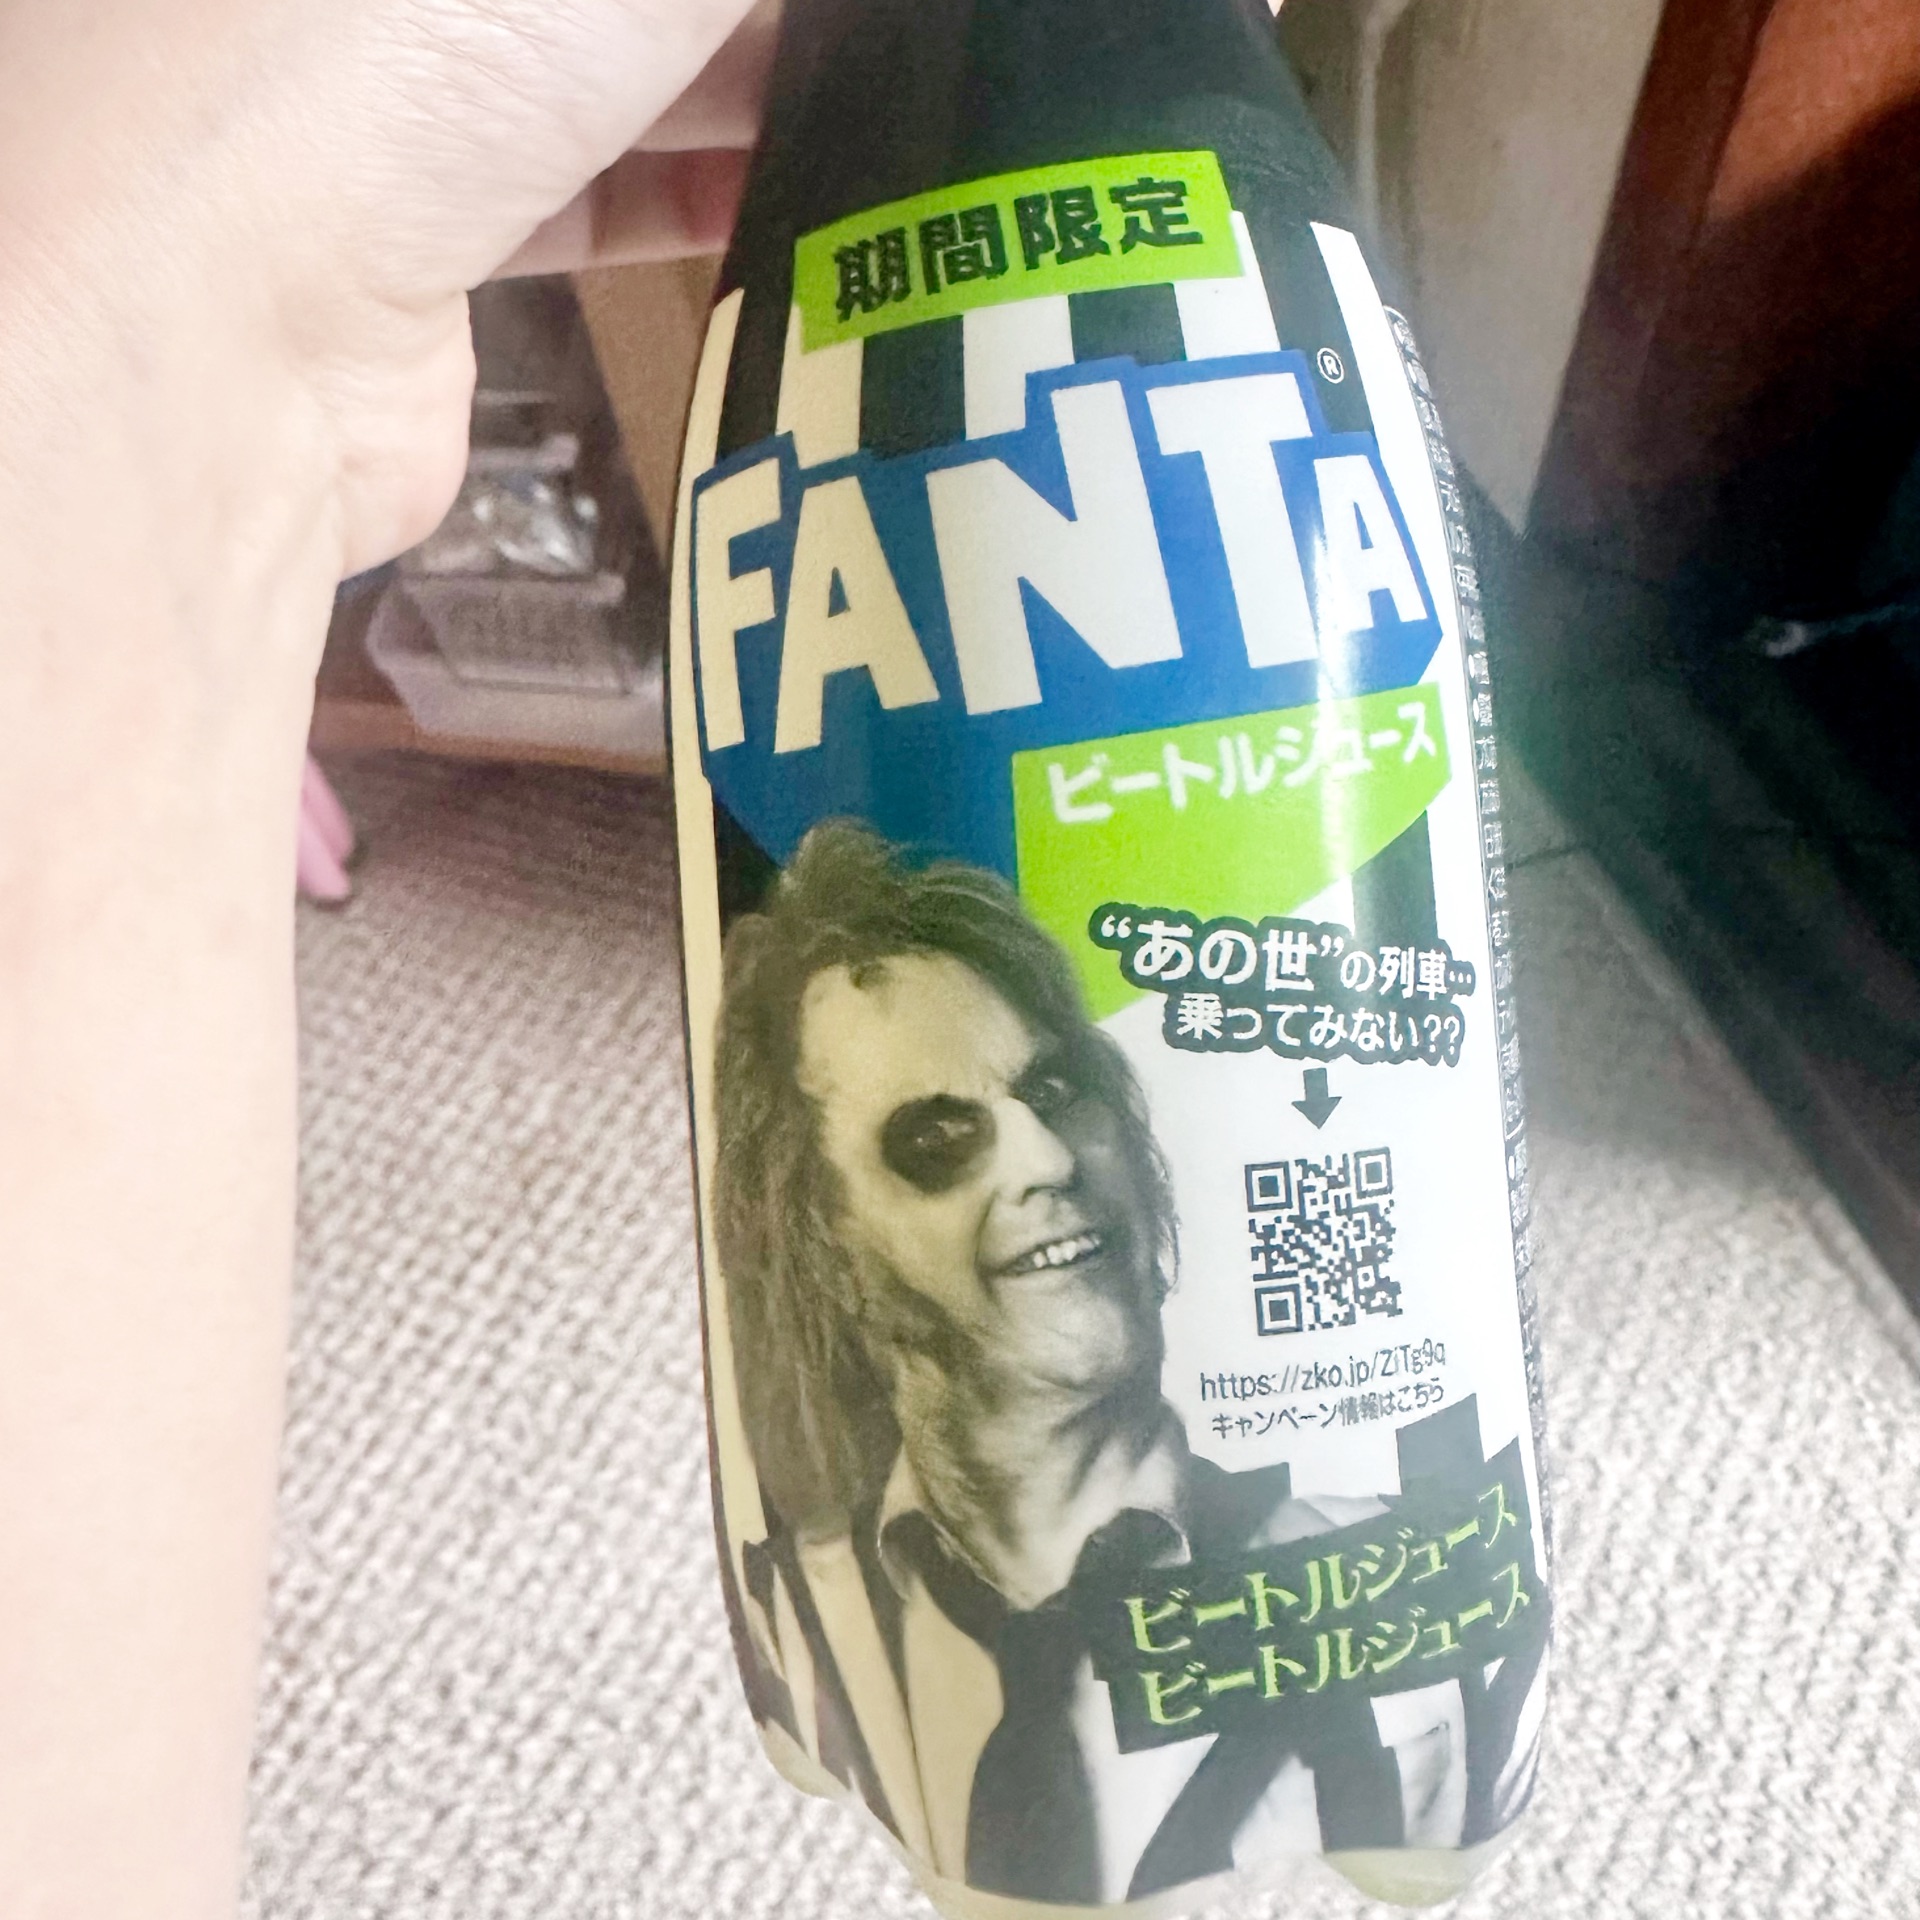 期間限定
FANTA®
ビートルジュース
“あの世”の列車…
乗ってみない??
https://zko.jp/ZiTg9q
キャンペーン情報はこちら
ビートルジュース
ビートルジュース